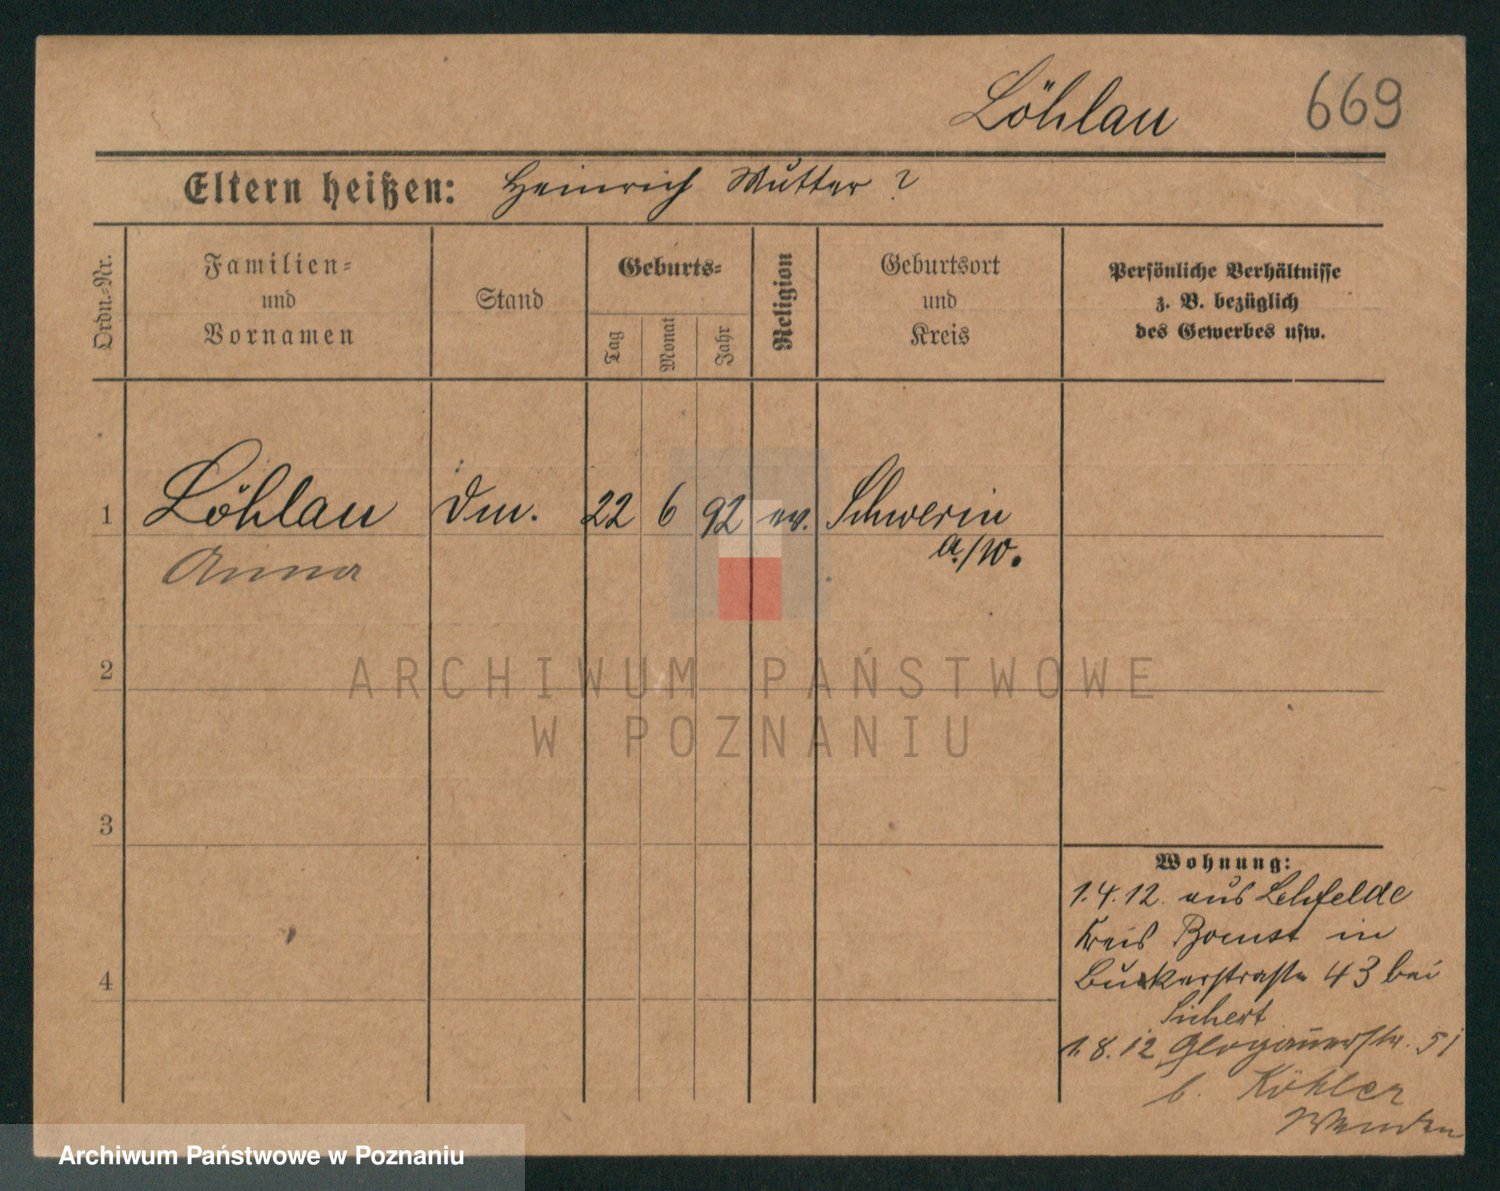 Löhlau 669
Eltern heißen: Heinrich Mutter ?
Ordn.-Nr.
Familien-
und
Vornamen
Stand
Geburts-
Tag
Monat
Jahr
Religion
Geburtsort
und
Kreis
Persönliche Verhältnisse
z. B. bezüglich
des Gewerbes usw.
1 Löhlau Dm. 22 6 92 ev. Schwerin
a./W.
Anna
2
ARCHIWUM PAŃSTWOWE
W POZNANIU
3
Wohnung:
1.4.12. aus Lehfelde
Kreis Bomst in
4
Bukerstraße 43 bei
Sichert
1.8.12 Glogauerstr. 51
b. Köhler
Archiwum Państwowe w Poznaniu